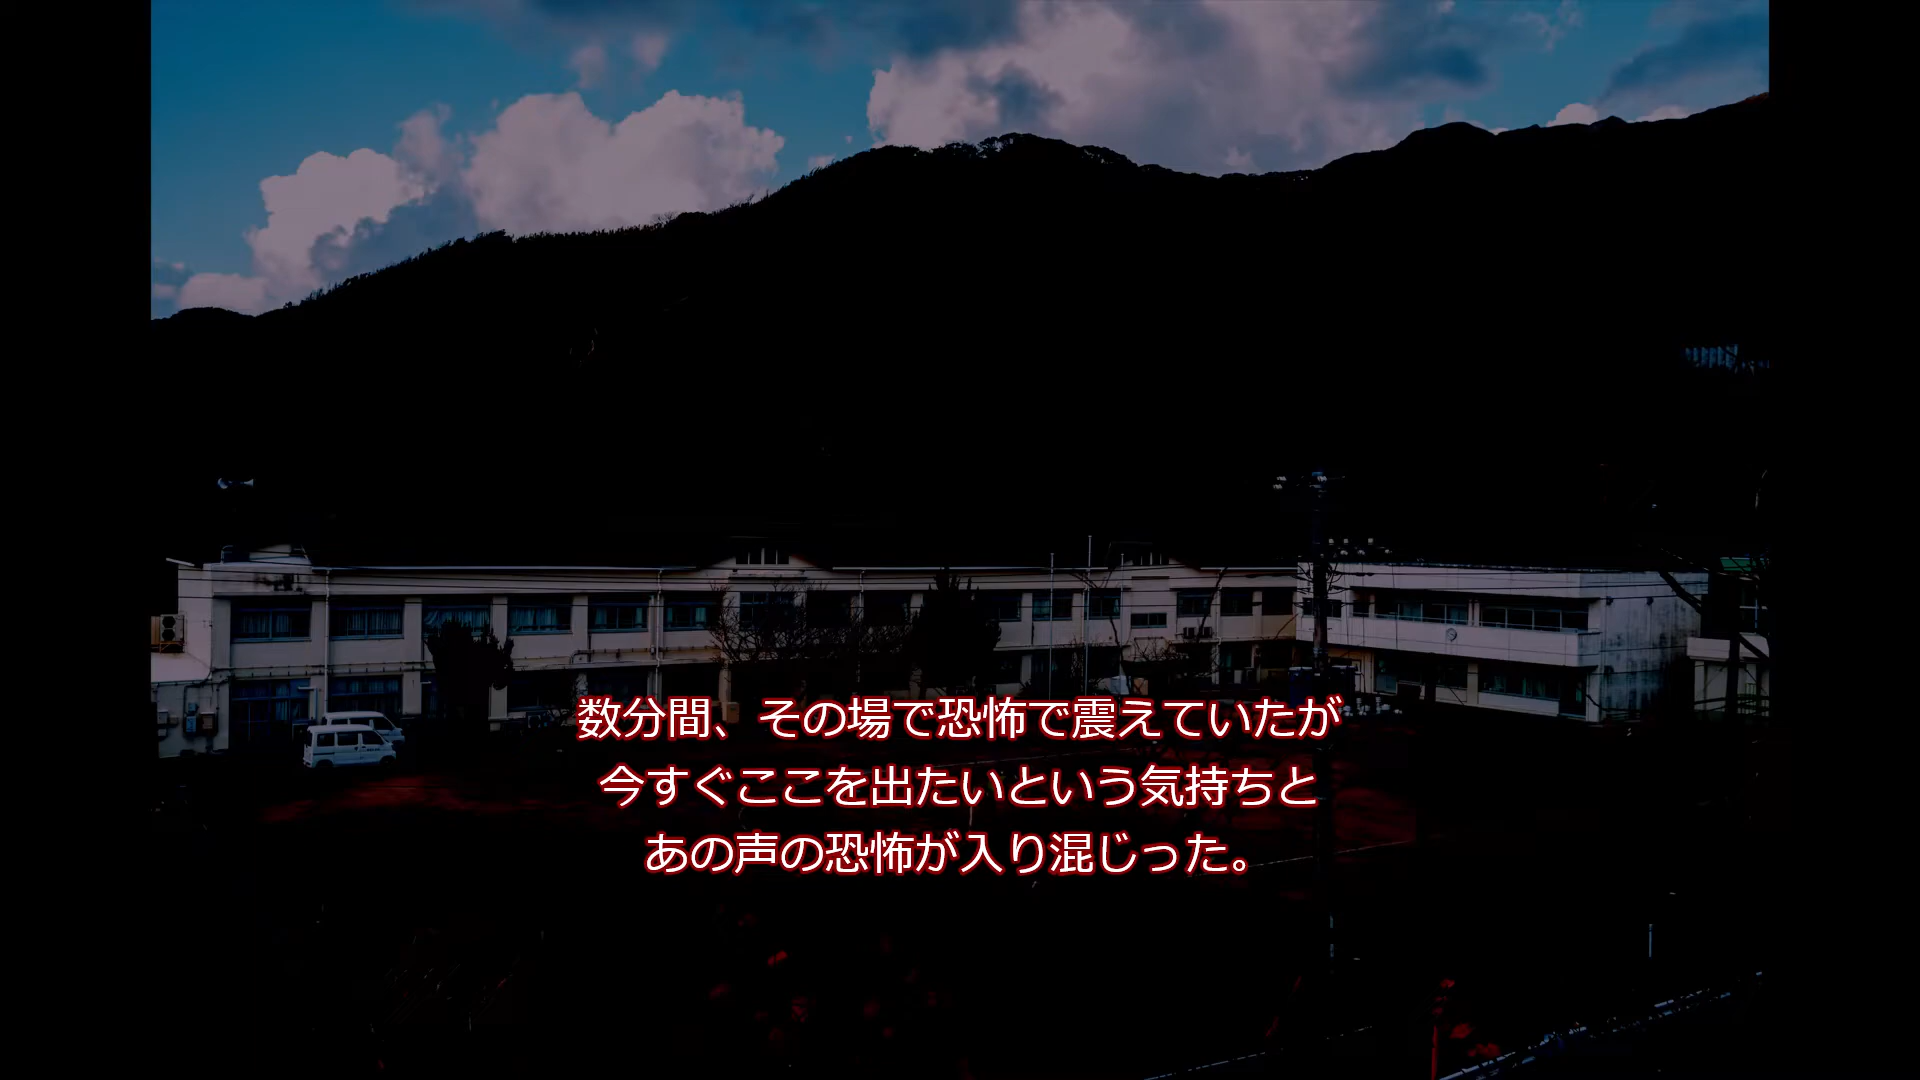 数分間、その場で恐怖で震えていたが
今すぐここを出たいという気持ちと
あの声の恐怖が入り混じった。